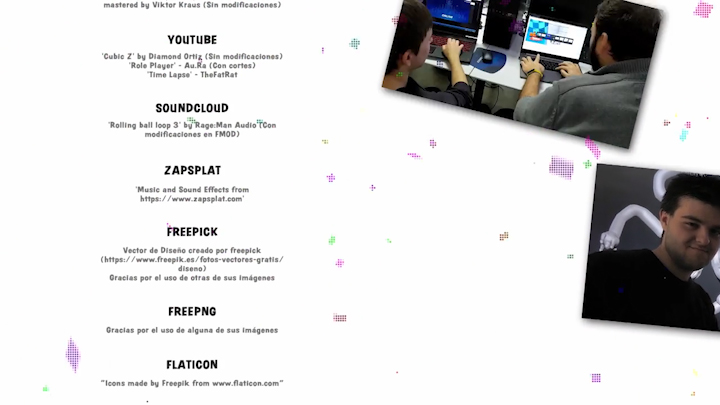 mastered by Viktor Kraus (Sin modificaciones)
YOUTUBE
'Cubic Z' by Diamond Ortiz (Sin modificaciones)
'Role Player' - Au.Ra (Con cortes)
'Time Lapse' - TheFatRat
SOUNDCLOUD
'Rolling ball loop 3' by Rage:Man Audio (Con
modificaciones en FMOD)
ZAPSPLAT
'Music and Sound Effects from
https://www.zapsplat.com'
FREEPICK
Vector de Diseño creado por freepick
(https://www.freepik.es/fotos-vectores-gratis/
diseno)
Gracias por el uso de otras de sus imágenes
FREEPNG
Gracias por el uso de alguna de sus imágenes
FLATICON
"Icons made by Freepik from www.flaticon.com"